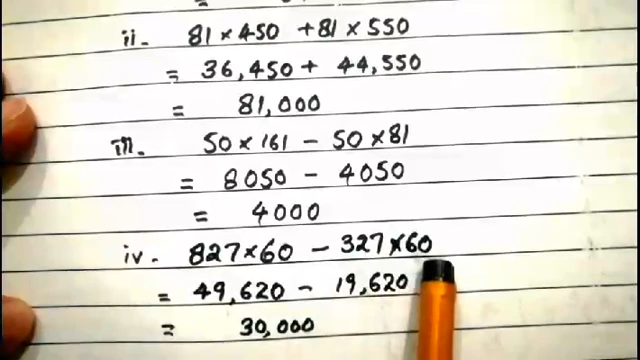 ii. 81 × 450 + 81 × 550
= 36,450 + 44,550
= 81,000
iii. 50 × 161 – 50 × 81
= 8050 – 4050
= 4000
iv. 827 × 60 – 327 × 60
= 49,620 – 19,620
= 30,000